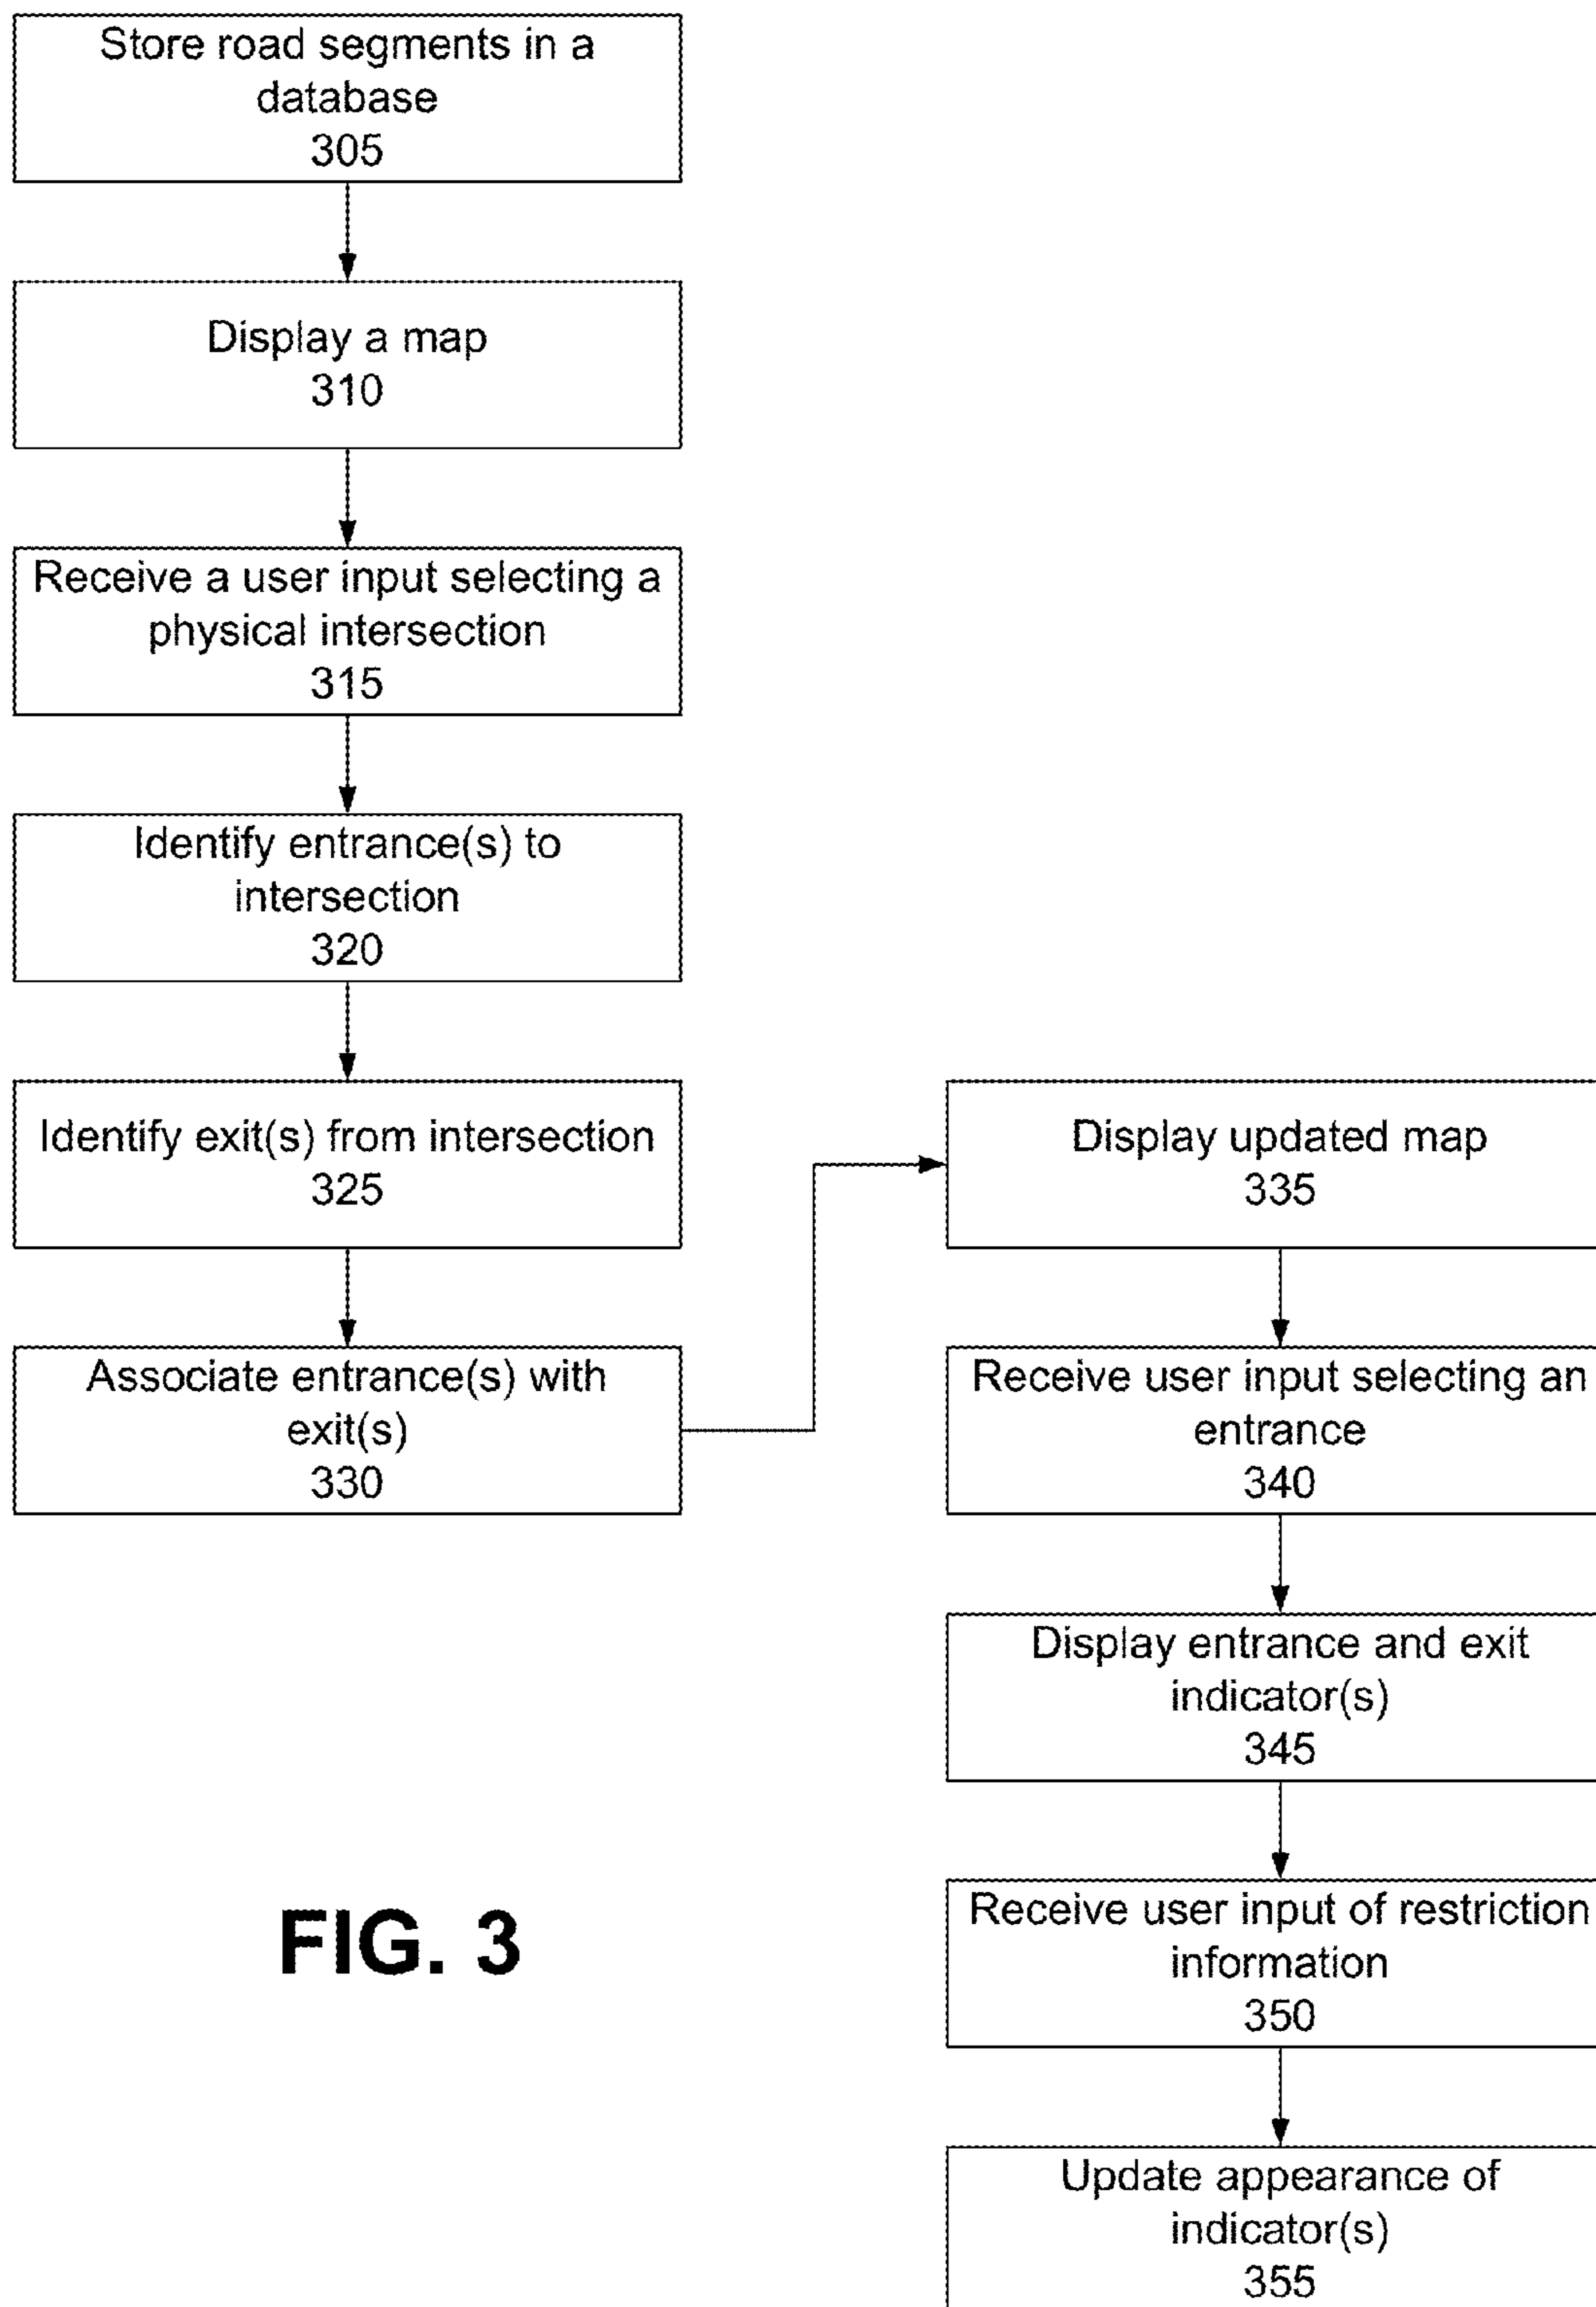 Store road segments in a
database
305
Display a map
310
Receive a user input selecting a
physical intersection
315
Identify entrance(s) to
intersection
320
Identify exit(s) from intersection
325
Associate entrance(s) with
exit(s)
330
Display updated map
335
Receive user input selecting an
entrance
340
Display entrance and exit
indicator(s)
345
Receive user input of restriction
information
350
Update appearance of
indicator(s)
355
FIG. 3